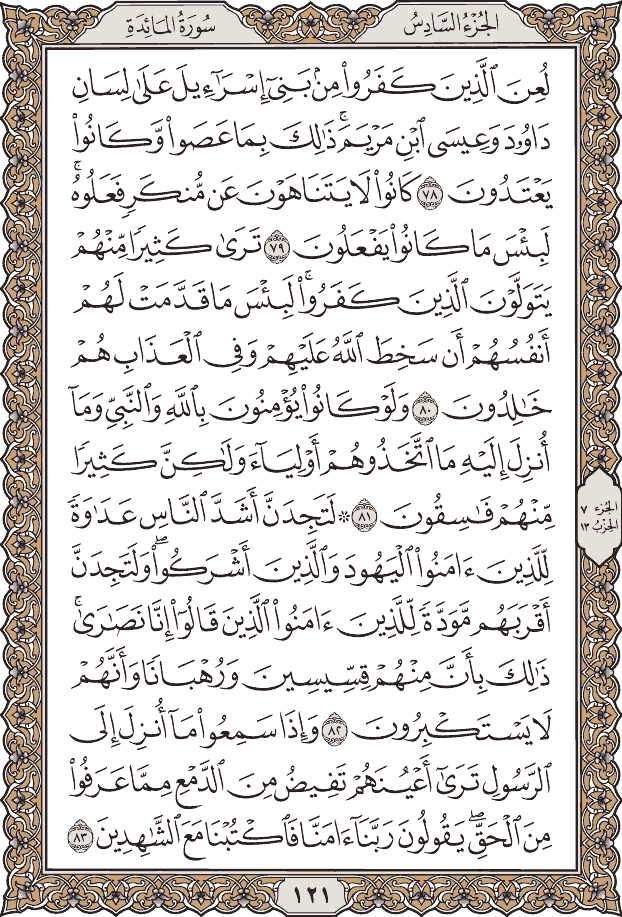 الجُزْءُ السَّادِسُ
سُورَةُ المَائِدَةِ
لُعِنَ ٱلَّذِينَ كَفَرُواْ مِنۢ بَنِيٓ إِسۡرَٰٓءِيلَ عَلَىٰ لِسَانِ
دَاوُۥدَ وَعِيسَى ٱبۡنِ مَرۡيَمَۚ ذَٰلِكَ بِمَا عَصَواْ وَّكَانُواْ
يَعۡتَدُونَ ٧٨ كَانُواْ لَا يَتَنَاهَوۡنَ عَن مُّنكَرٖ فَعَلُوهُۚ
لَبِئۡسَ مَا كَانُواْ يَفۡعَلُونَ ٧٩ تَرَىٰ كَثِيرٗا مِّنۡهُمۡ
يَتَوَلَّوۡنَ ٱلَّذِينَ كَفَرُواْۚ لَبِئۡسَ مَا قَدَّمَتۡ لَهُمۡ
أَنفُسُهُمۡ أَن سَخِطَ ٱللَّهُ عَلَيۡهِمۡ وَفِي ٱلۡعَذَابِ هُمۡ
خَٰلِدُونَ ٨٠ وَلَوۡ كَانُواْ يُؤۡمِنُونَ بِٱللَّهِ وَٱلنَّبِيِّ وَمَآ
أُنزِلَ إِلَيۡهِ مَا ٱتَّخَذُوهُمۡ أَوۡلِيَآءَ وَلَٰكِنَّ كَثِيرٗا
مِّنۡهُمۡ فَٰسِقُونَ ٨١ ۞ لَتَجِدَنَّ أَشَدَّ ٱلنَّاسِ عَدَٰوَةٗ
لِّلَّذِينَ ءَامَنُواْ ٱلۡيَهُودَ وَٱلَّذِينَ أَشۡرَكُواْۖ وَلَتَجِدَنَّ
أَقۡرَبَهُم مَّوَدَّةٗ لِّلَّذِينَ ءَامَنُواْ ٱلَّذِينَ قَالُوٓاْ إِنَّا نَصَٰرَىٰۚ
ذَٰلِكَ بِأَنَّ مِنۡهُمۡ قِسِّيسِينَ وَرُهۡبَانٗا وَأَنَّهُمۡ
لَا يَسۡتَكۡبِرُونَ ٨٢ وَإِذَا سَمِعُواْ مَآ أُنزِلَ إِلَى
ٱلرَّسُولِ تَرَىٰٓ أَعۡيُنَهُمۡ تَفِيضُ مِنَ ٱلدَّمۡعِ مِمَّا عَرَفُواْ
مِنَ ٱلۡحَقِّۖ يَقُولُونَ رَبَّنَآ ءَامَنَّا فَٱكۡتُبۡنَا مَعَ ٱلشَّٰهِدِينَ ٨٣
الجُزْء ٧
الحِزْب ١٣
١٢١